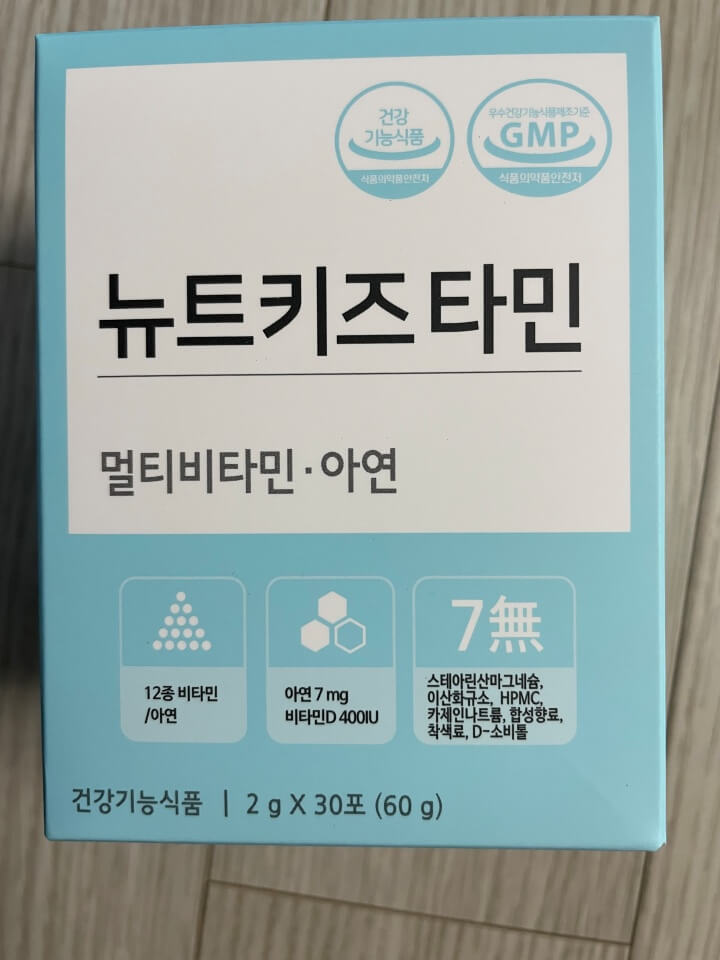 건강
기능식품
식품의약품안전처
우수건강기능식품제조기준
GMP
식품의약품안전처
뉴트키즈타민
멀티비타민·아연
12종 비타민
/아연
아연 7 mg
비타민D 400IU
7無
스테아린산마그네슘,
이산화규소, HPMC,
카제인나트륨, 합성향료,
착색료, D-소비톨
건강기능식품 | 2 g X 30포 (60 g)